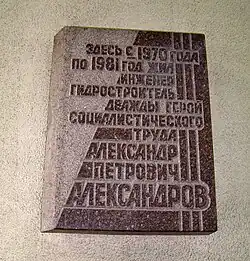 ЗДЕСЬ С 1970 ГОДА
ПО 1981 ГОД ЖИЛ
ИНЖЕНЕР
ГИДРОСТРОИТЕЛЬ
ДВАЖДЫ ГЕРОЙ
СОЦИАЛИСТИЧЕСКОГО
ТРУДА
АЛЕКСАНДР
ПЕТРОВИЧ
АЛЕКСАНДРОВ